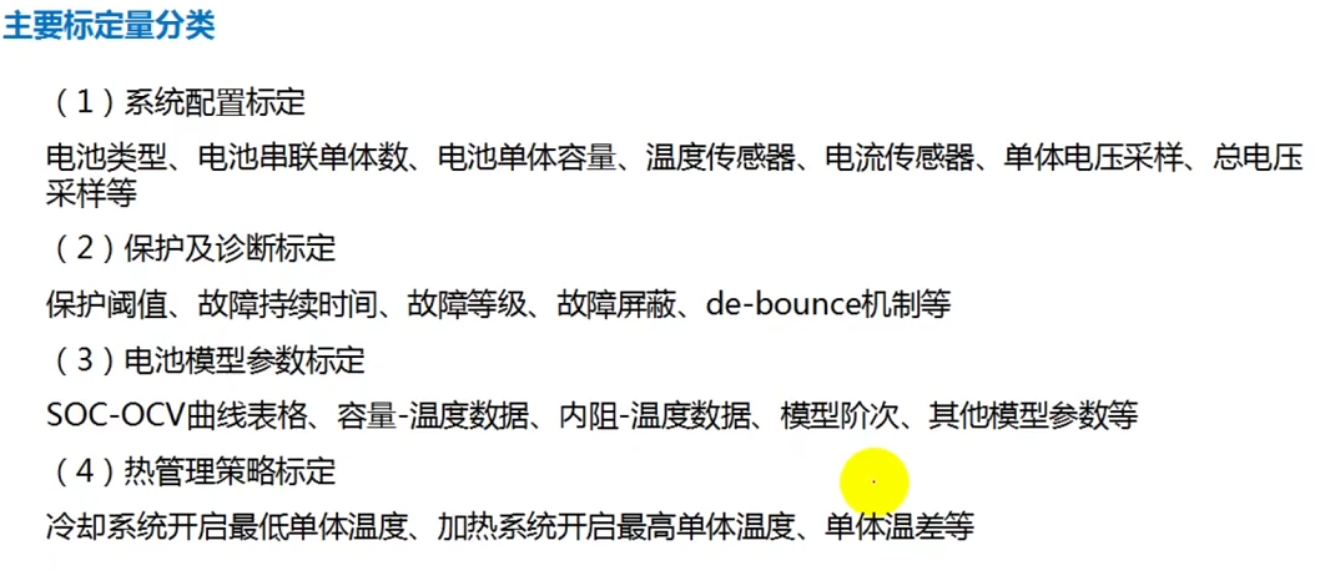 主要标定量分类
（1）系统配置标定
电池类型、电池串联单体数、电池单体容量、温度传感器、电流传感器、单体电压采样、总电压
采样等
（2）保护及诊断标定
保护阈值、故障持续时间、故障等级、故障屏蔽、de-bounce机制等
（3）电池模型参数标定
SOC-OCV曲线表格、容量-温度数据、内阻-温度数据、模型阶次、其他模型参数等
（4）热管理策略标定
冷却系统开启最低单体温度、加热系统开启最高单体温度、单体温差等